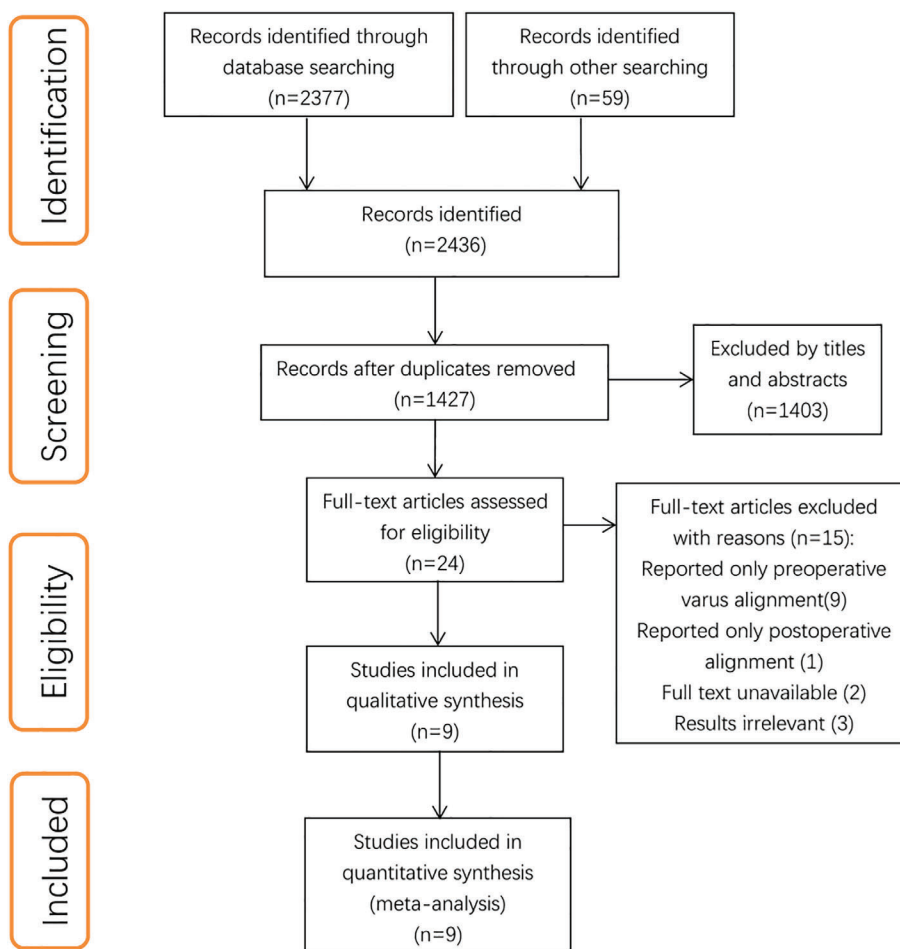 Identification
Records identified through
database searching
(n=2377)
Records identified
through other searching
(n=59)
Records identified
(n=2436)
Screening
Records after duplicates removed
(n=1427)
Excluded by titles
and abstracts
(n=1403)
Eligibility
Full-text articles assessed
for eligibility
(n=24)
Full-text articles excluded
with reasons (n=15):
Reported only preoperative
varus alignment(9)
Reported only postoperative
alignment (1)
Full text unavailable (2)
Results irrelevant (3)
Studies included in
qualitative synthesis
(n=9)
Included
Studies included in
quantitative synthesis
(meta-analysis)
(n=9)